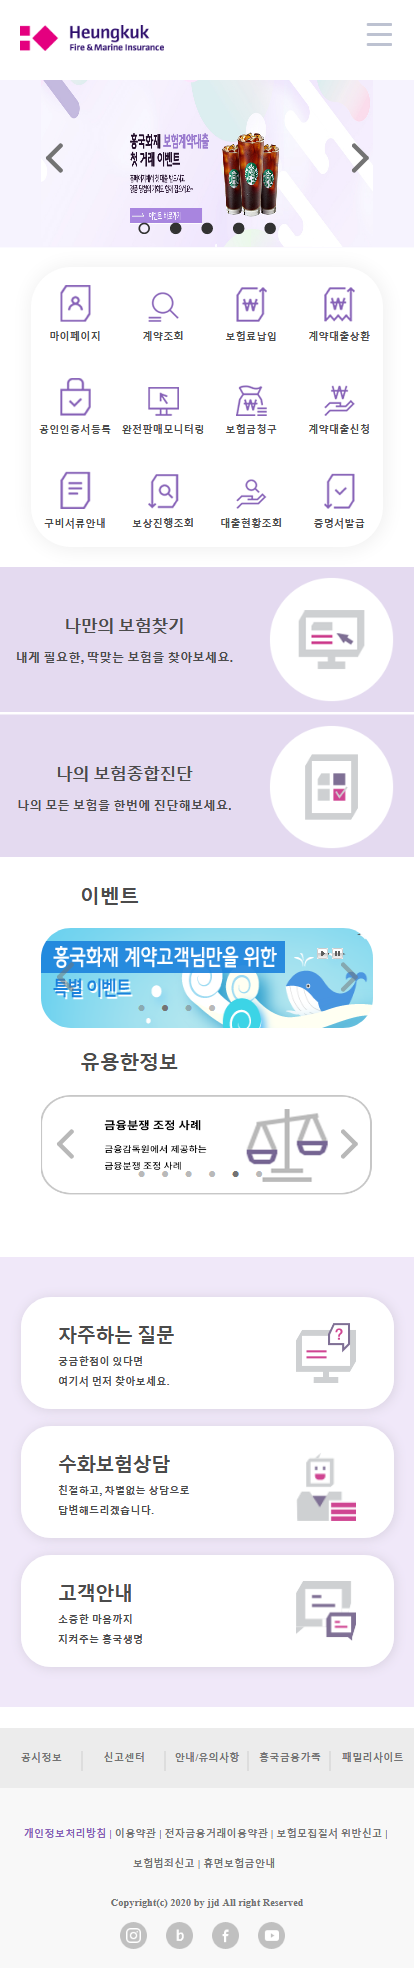 Heungkuk
Fire & Marine Insurance
흥국화재 보험계약대출
첫 거래 이벤트
이벤트 바로가기
마이페이지 계약조회 보험료납입 계약대출상환
공인인증서등록 완전판매모니터링 보험금청구 계약대출신청
구비서류안내 보상진행조회 대출현황조회 증명서발급
나만의 보험찾기
내게 필요한, 딱맞는 보험을 찾아보세요.
나의 보험종합진단
나의 모든 보험을 한번에 진단해보세요.
이벤트
흥국화재 계약고객님만을 위한
특별 이벤트
유용한정보
금융분쟁 조정 사례
금융감독원에서 제공하는
금융분쟁 조정 사례
자주하는 질문
궁금한점이 있다면
여기서 먼저 찾아보세요.
수화보험상담
친절하고, 차별없는 상담으로
답변해드리겠습니다.
고객안내
소중한 마음까지
지켜주는 흥국생명
공시정보 신고센터 안내/유의사항 흥국금융가족 패밀리사이트
개인정보처리방침 | 이용약관 | 전자금융거래이용약관 | 보험모집질서 위반신고 |
보험범죄신고 | 휴면보험금안내
Copyright(c) 2020 by jjd All right Reserved